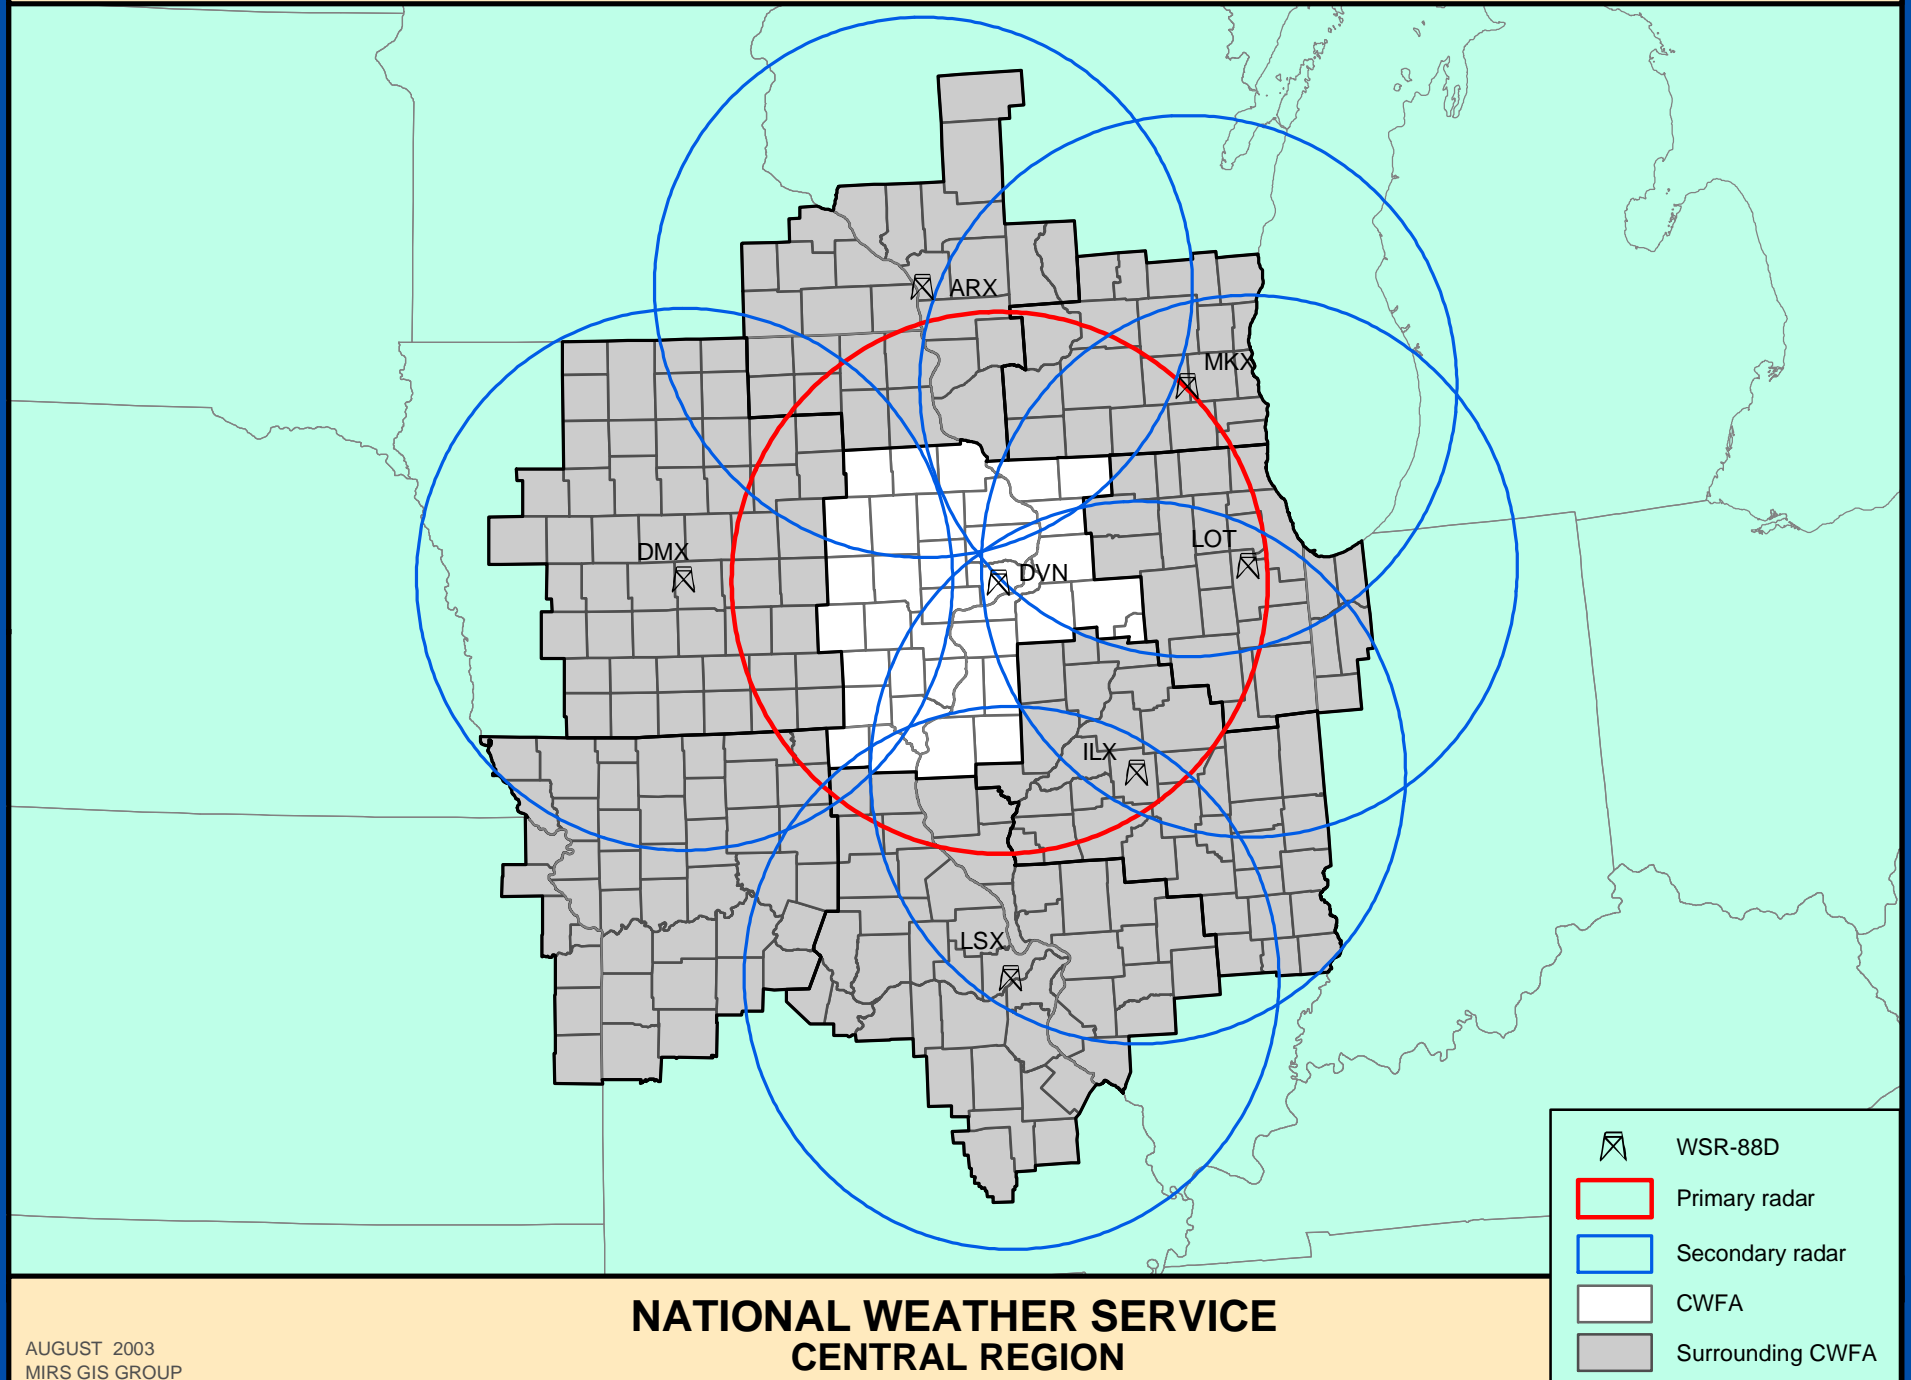 ARX
MKX
LOT
DMX
DVN
ILX
LSX
WSR-88D
Primary radar
Secondary radar
CWFA
Surrounding CWFA
NATIONAL WEATHER SERVICE
CENTRAL REGION
AUGUST 2003
MIRS GIS GROUP